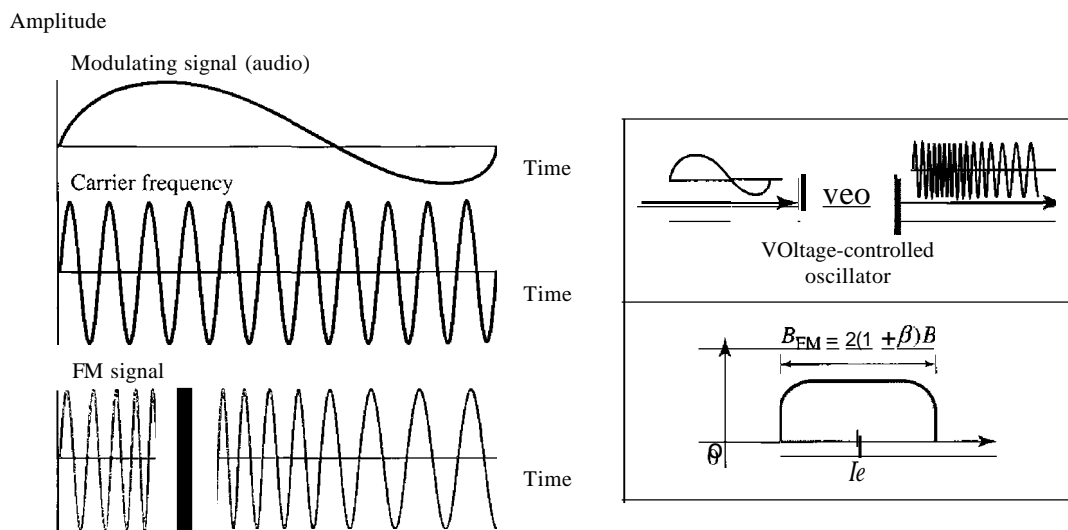 Amplitude
Modulating signal (audio)
Time
Carrier frequency
Time
FM signal
Time
veo
VOltage-controlled
oscillator
B_FM = 2(1 + β)B
0
Ie